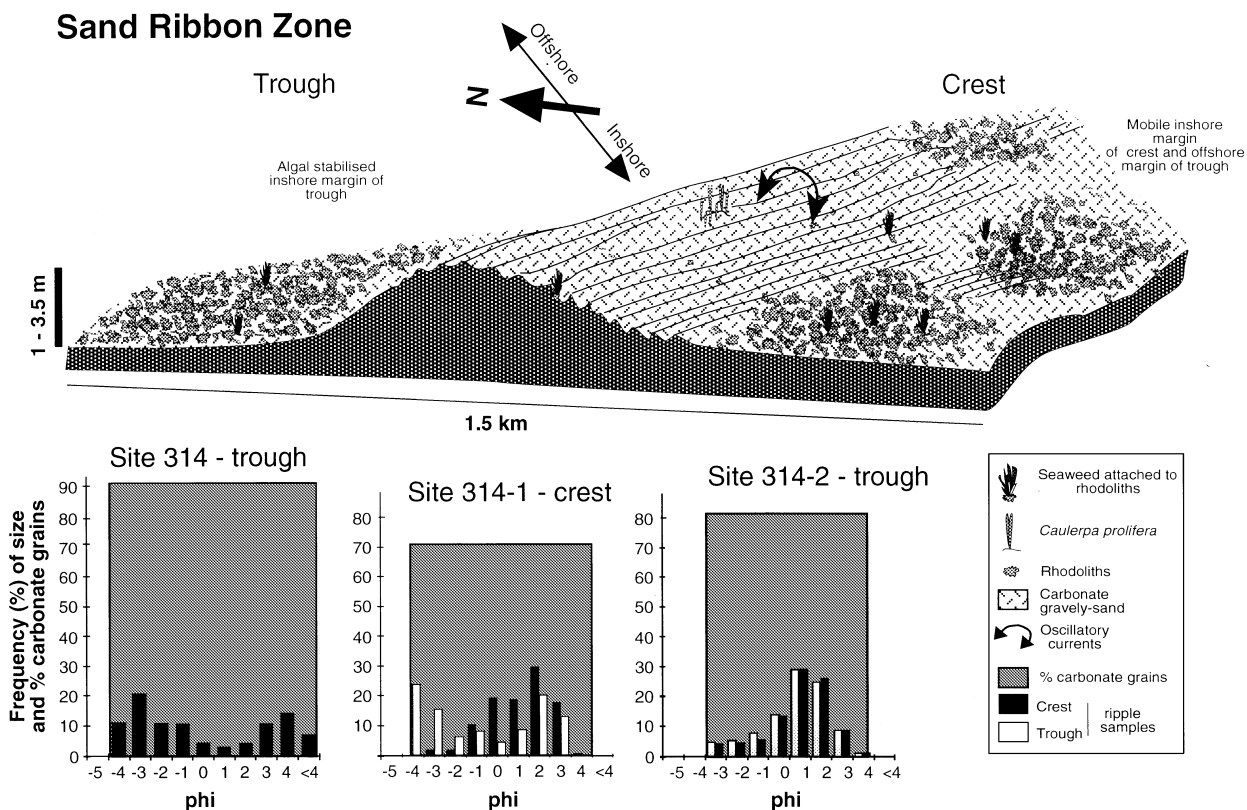 Sand Ribbon Zone
Trough
Offshore
N
Inshore
Crest
Algal stabilised
inshore margin of
trough
Mobile inshore
margin
of crest and offshore
margin of trough
1 - 3.5 m
1.5 km
Site 314 - trough
Frequency (%) of size
and % carbonate grains
90
80
70
60
50
40
30
20
10
0
-5 -4 -3 -2 -1 0 1 2 3 4 <4
phi
Site 314-1 - crest
80
70
60
50
40
30
20
10
-5 -4 -3 -2 -1 0 1 2 3 4 <4
phi
Site 314-2 - trough
80
70
60
50
40
30
20
10
0
-5 -4 -3 -2 -1 0 1 2 3 4 <4
phi
Seaweed attached to
rhodoliths
Caulerpa prolifera
Rhodoliths
Carbonate
gravely-sand
Oscillatory
currents
% carbonate grains
Crest
Trough
ripple
samples